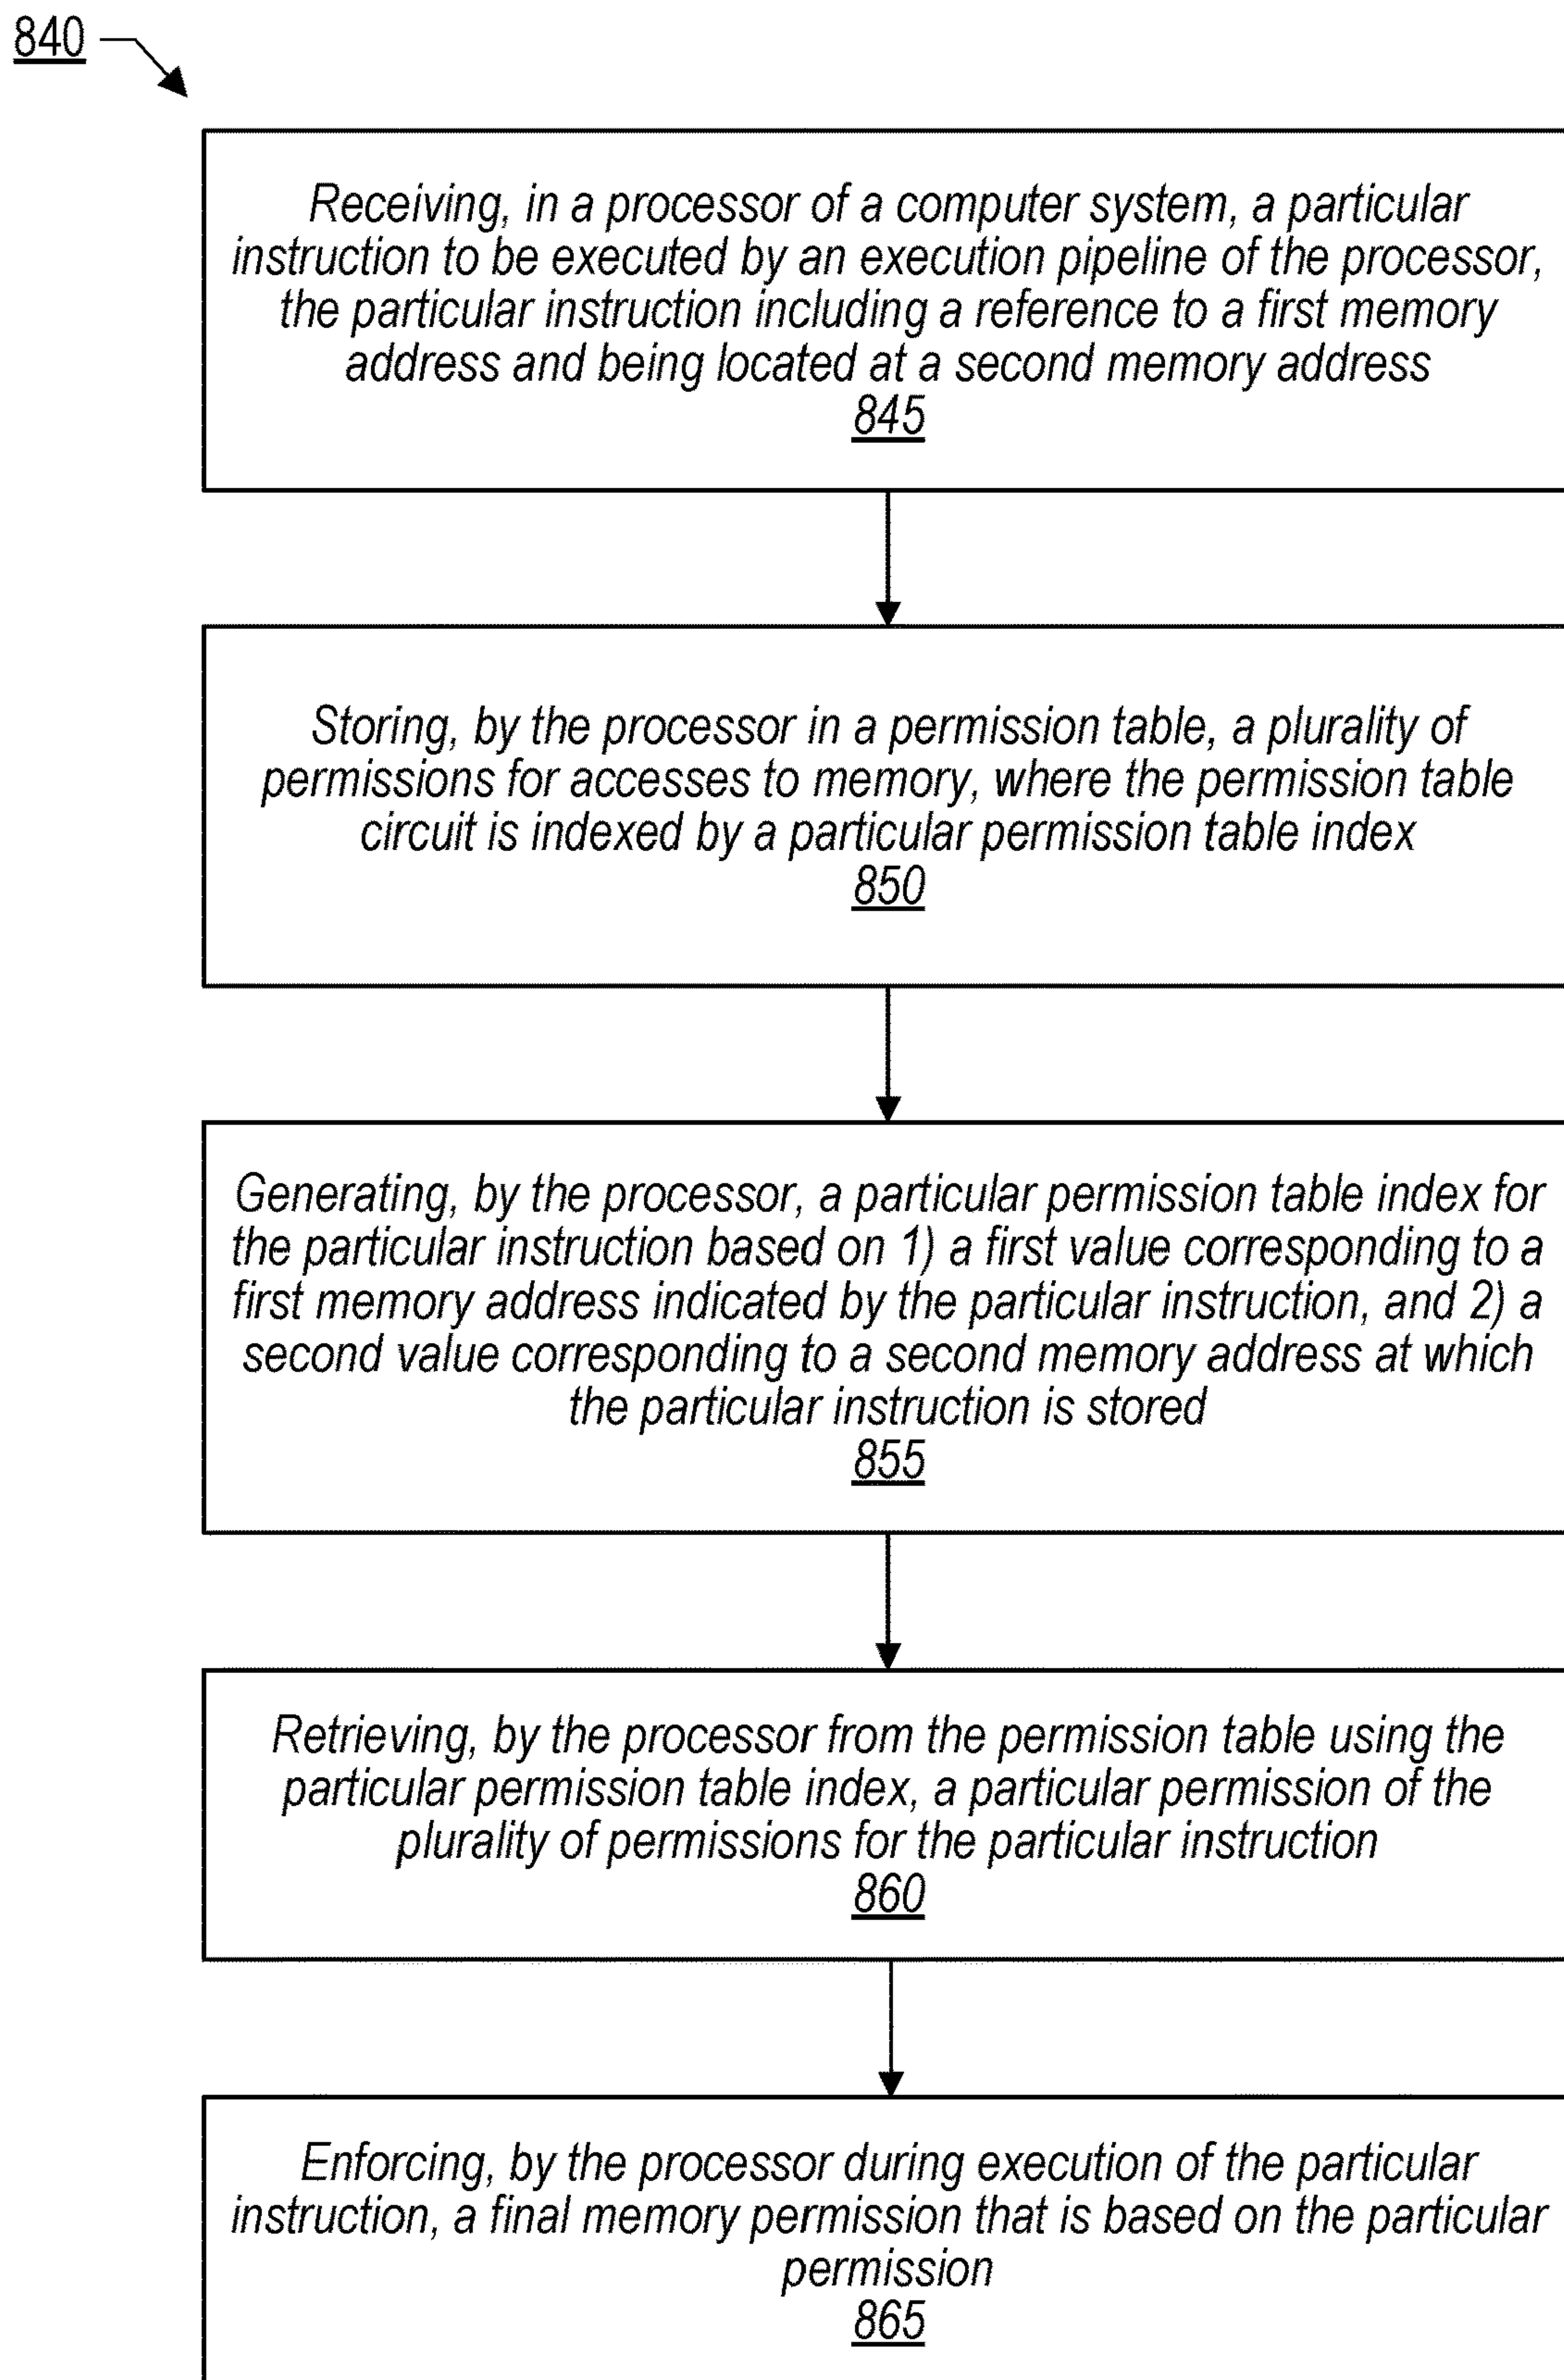 840
Receiving, in a processor of a computer system, a particular
instruction to be executed by an execution pipeline of the processor,
the particular instruction including a reference to a first memory
address and being located at a second memory address
845
Storing, by the processor in a permission table, a plurality of
permissions for accesses to memory, where the permission table
circuit is indexed by a particular permission table index
850
Generating, by the processor, a particular permission table index for
the particular instruction based on 1) a first value corresponding to a
first memory address indicated by the particular instruction, and 2) a
second value corresponding to a second memory address at which
the particular instruction is stored
855
Retrieving, by the processor from the permission table using the
particular permission table index, a particular permission of the
plurality of permissions for the particular instruction
860
Enforcing, by the processor during execution of the particular
instruction, a final memory permission that is based on the particular
permission
865